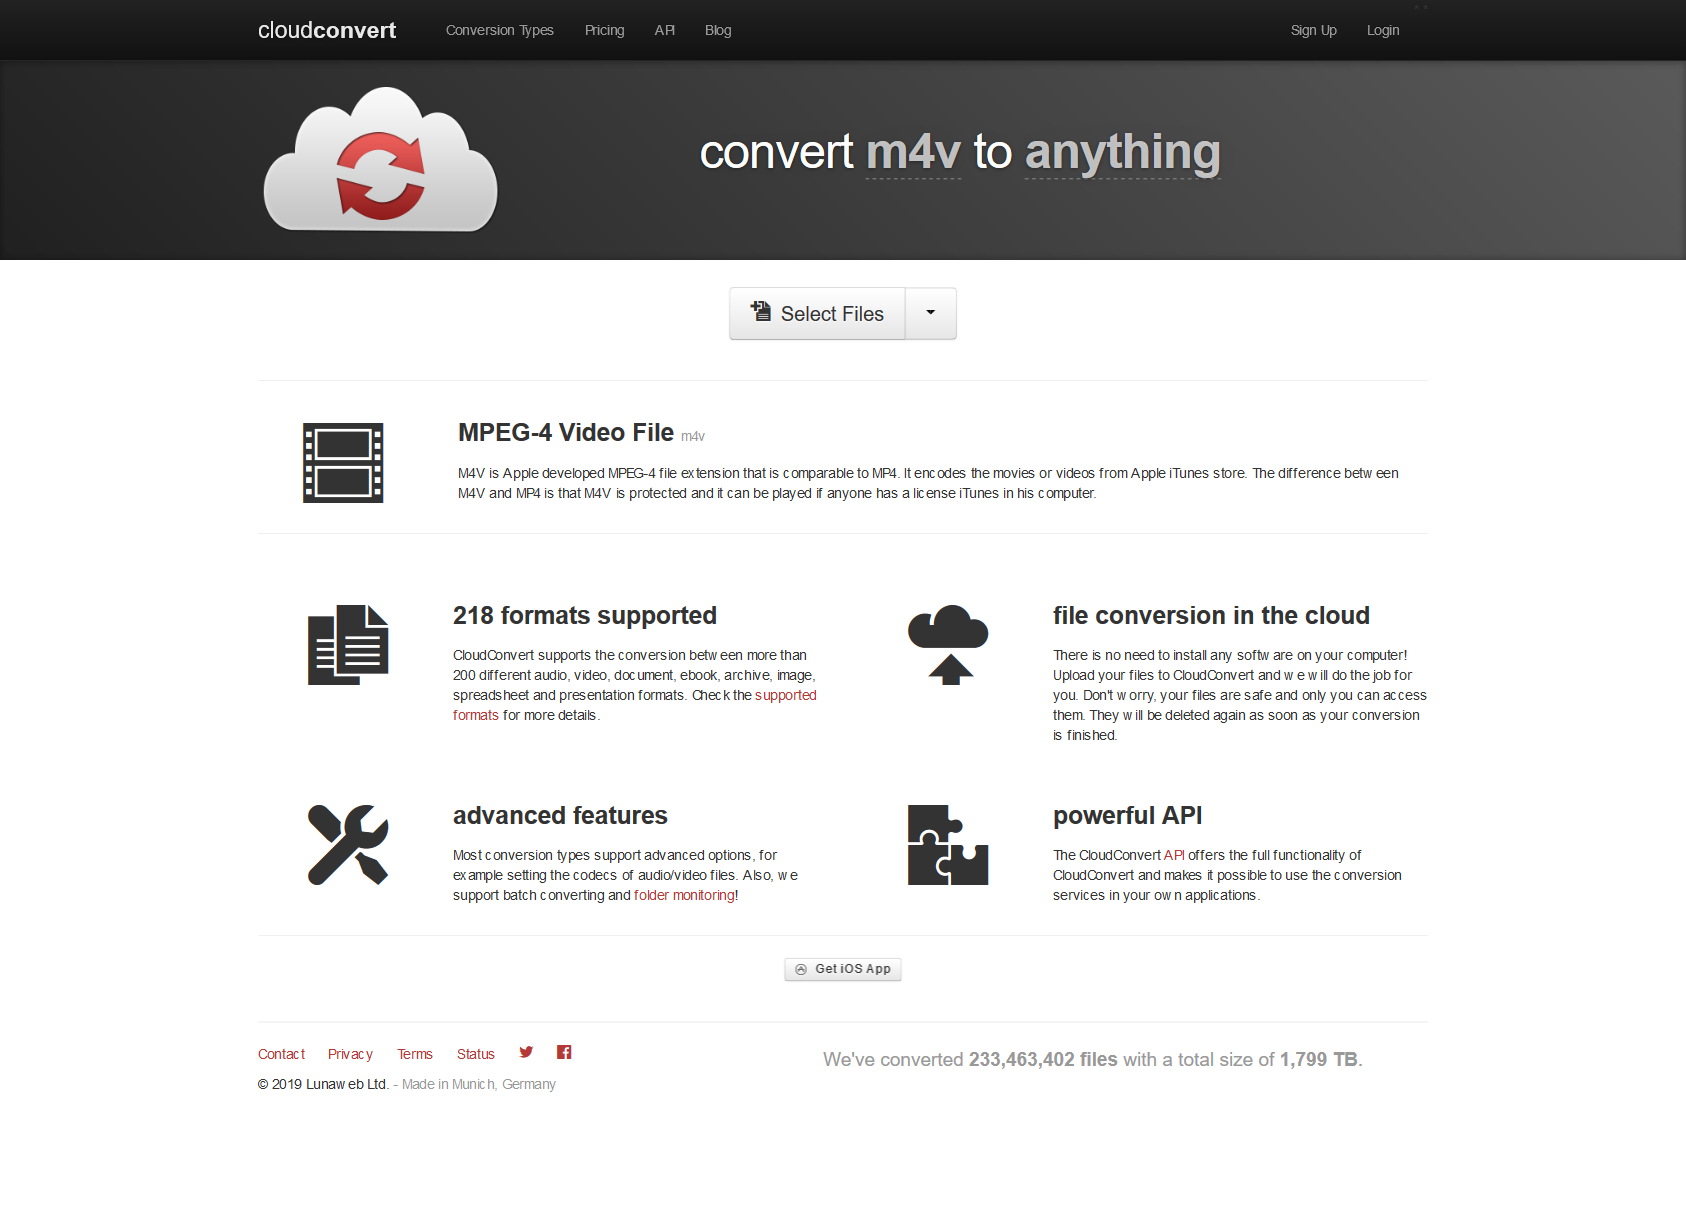 cloudconvert Conversion Types Pricing API Blog Sign Up Login
convert m4v to anything
Select Files
MPEG-4 Video File m4v
M4V is Apple developed MPEG-4 file extension that is comparable to MP4. It encodes the movies or videos from Apple iTunes store. The difference between
M4V and MP4 is that M4V is protected and it can be played if anyone has a license iTunes in his computer.
218 formats supported
CloudConvert supports the conversion between more than
200 different audio, video, document, ebook, archive, image,
spreadsheet and presentation formats. Check the supported
formats for more details.
file conversion in the cloud
There is no need to install any software on your computer!
Upload your files to CloudConvert and we will do the job for
you. Don't worry, your files are safe and only you can access
them. They will be deleted again as soon as your conversion
is finished.
advanced features
Most conversion types support advanced options, for
example setting the codecs of audio/video files. Also, we
support batch converting and folder monitoring!
powerful API
The CloudConvert API offers the full functionality of
CloudConvert and makes it possible to use the conversion
services in your own applications.
Get iOS App
Contact Privacy Terms Status
We've converted 233,463,402 files with a total size of 1,799 TB.
© 2019 Lunaweb Ltd. - Made in Munich, Germany